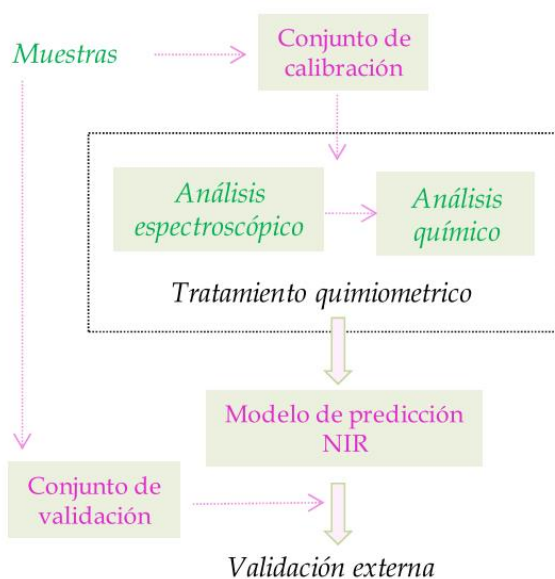 Muestras
Conjunto de
calibración
Análisis
espectroscópico
Análisis
químico
Tratamiento quimiometrico
Modelo de predicción
NIR
Conjunto de
validación
Validación externa